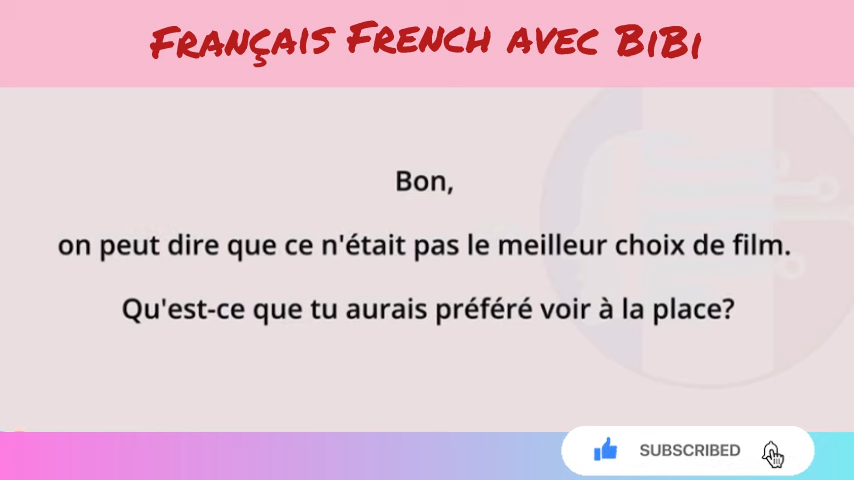 Français French avec BiBi
Bon,
on peut dire que ce n'était pas le meilleur choix de film.
Qu'est-ce que tu aurais préféré voir à la place?
SUBSCRIBED